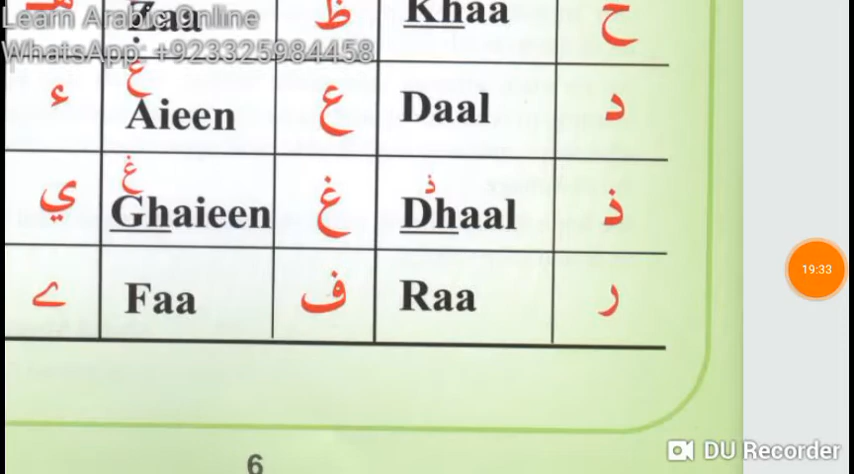 Learn Arabic Online
WhatsApp: +923325984458
Zaa ظ Khaa خ
ء ع Aieen ع Daal د
ي غ Ghaieen غ ذ Dhaal ذ
ے Faa ف Raa ر
6
19:33
DU Recorder